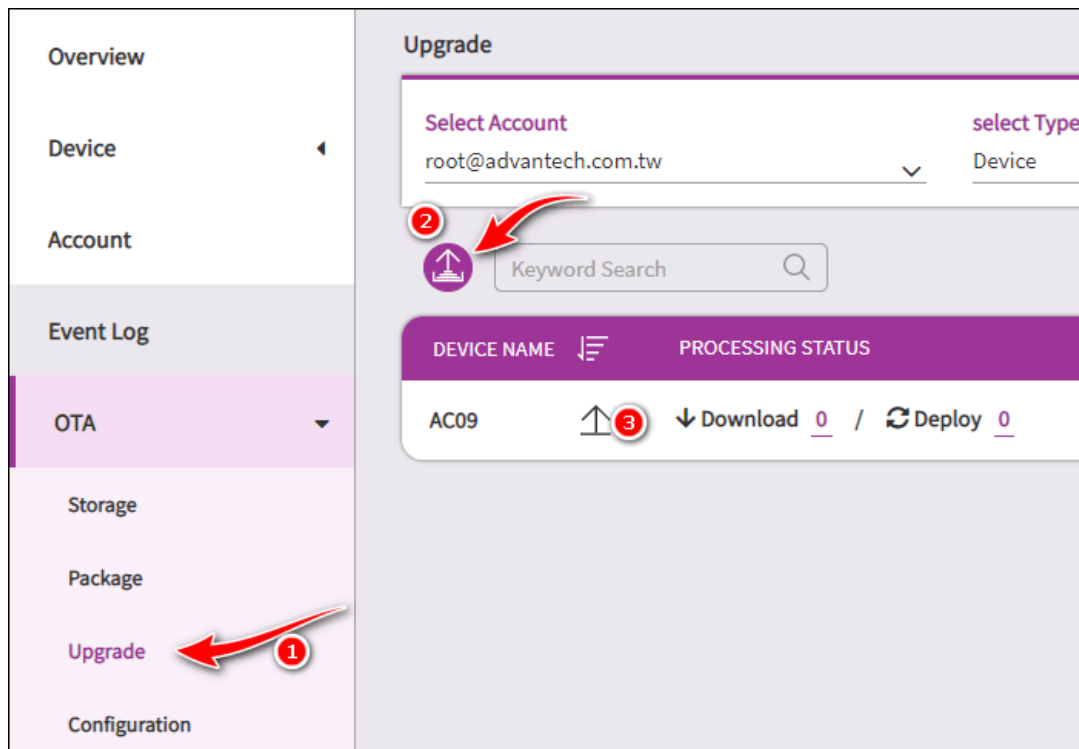 Overview
Device
Account
Event Log
OTA
Storage
Package
Upgrade
1
Configuration
Upgrade
Select Account
select Type
root@advantech.com.tw
Device
2
Keyword Search
DEVICE NAME PROCESSING STATUS
AC09 3 Download 0 / Deploy 0